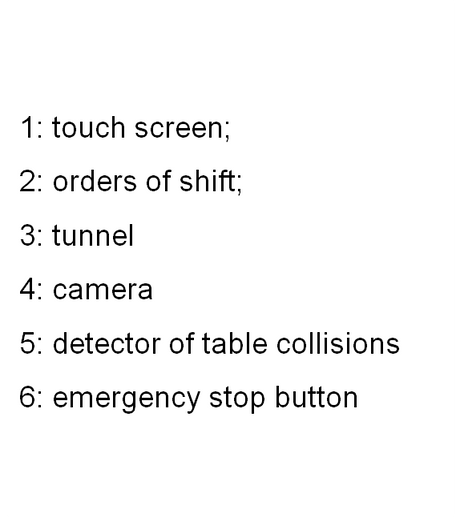 1: touch screen;
2: orders of shift;
3: tunnel
4: camera
5: detector of table collisions
6: emergency stop button